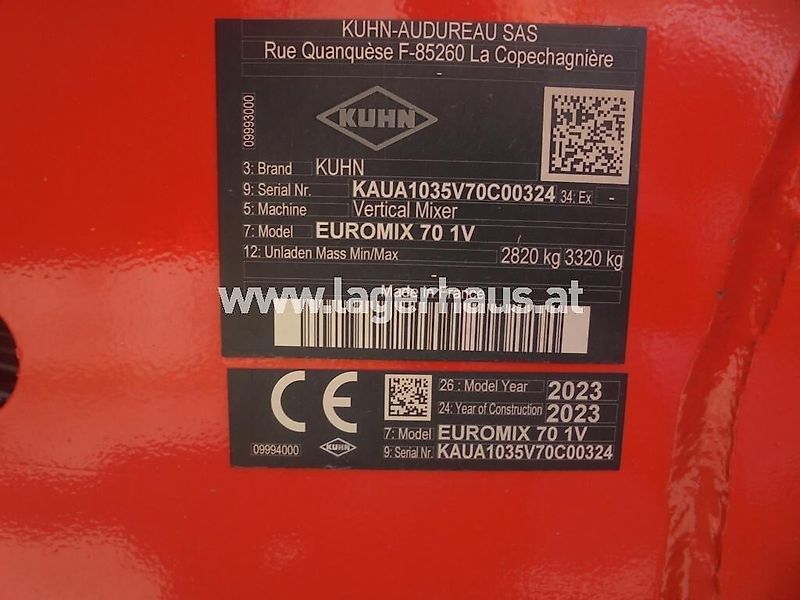 KUHN-AUDUREAU SAS
Rue Quanquèse F-85260 La Copechagnière
-
09993000
KUHN
3: Brand KUHN
9: Serial Nr. KAUA1035V70C00324 34: Ex -
5: Machine Vertical Mixer
7: Model EUROMIX 70 1V
12: Unladen Mass Min/Max 2820 kg 3320 kg
-
Made in France
www.lagerhaus.at
CE
26 : Model Year 2023
24: Year of Construction 2023
7: Model EUROMIX 70 1V
09994000 KUHN 9: Serial Nr. KAUA1035V70C00324